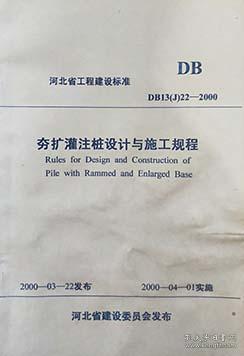 DB
河北省工程建设标准
DB13(J)22—2000
夯扩灌注桩设计与施工规程
Rules for Design and Construction of
Pile with Rammed and Enlarged Base
2000—03—22发布 2000—04—01实施
河北省建设委员会发布